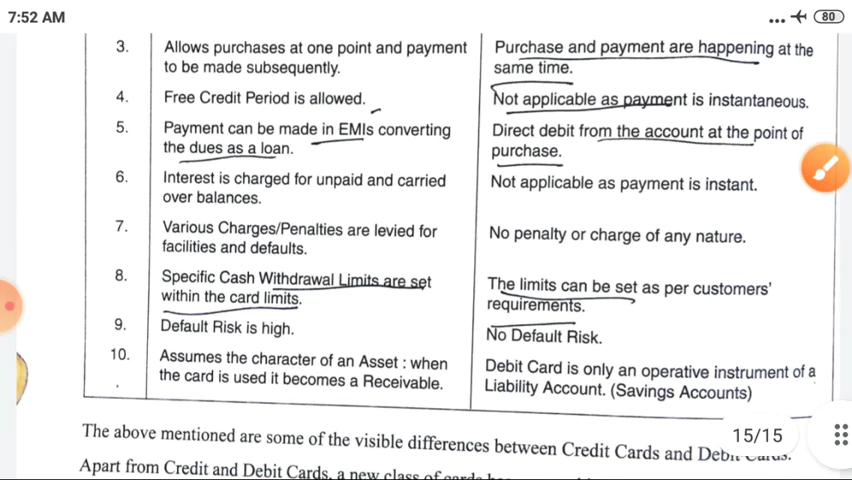 7:52 AM
... 80
3. Allows purchases at one point and payment
to be made subsequently.
Purchase and payment are happening at the
same time.
4. Free Credit Period is allowed.
Not applicable as payment is instantaneous.
5. Payment can be made in EMIs converting
the dues as a loan.
Direct debit from the account at the point of
purchase.
6. Interest is charged for unpaid and carried
over balances.
Not applicable as payment is instant.
7. Various Charges/Penalties are levied for
facilities and defaults.
No penalty or charge of any nature.
8. Specific Cash Withdrawal Limits are set
within the card limits.
The limits can be set as per customers'
requirements.
9. Default Risk is high.
No Default Risk.
10. Assumes the character of an Asset : when
the card is used it becomes a Receivable.
Debit Card is only an operative instrument of a
Liability Account. (Savings Accounts)
15/15
The above mentioned are some of the visible differences between Credit Cards and Debit Cards.
Apart from Credit and Debit Cards, a new class of cards